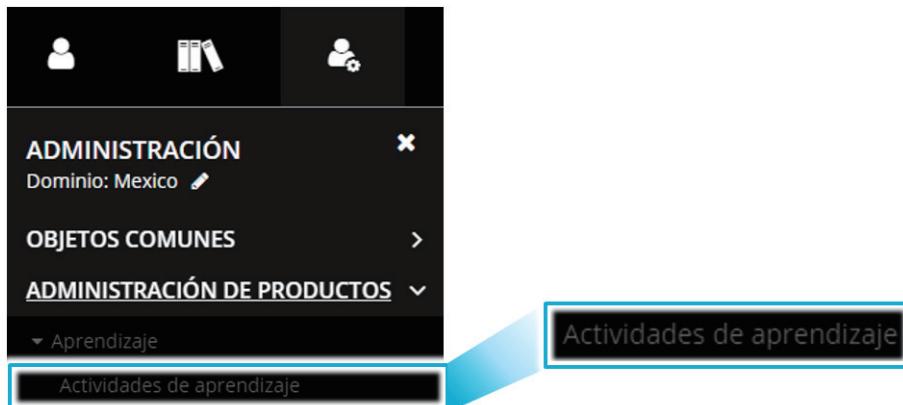 ADMINISTRACIÓN
Dominio: Mexico
OBJETOS COMUNES
ADMINISTRACIÓN DE PRODUCTOS
Aprendizaje
Actividades de aprendizaje
Actividades de aprendizaje